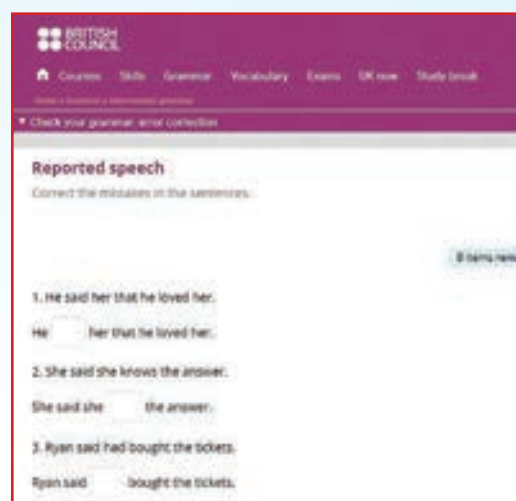 BRITISH
COUNCIL
Courses Skills Grammar Vocabulary Exams UK now Study break
Check your grammar: error correction
Reported speech
Correct the mistakes in the sentences.
8 items
1. He said her that he loved her.
He her that he loved her.
2. She said she knows the answer.
She said she the answer.
3. Ryan said had bought the tickets.
Ryan said bought the tickets.